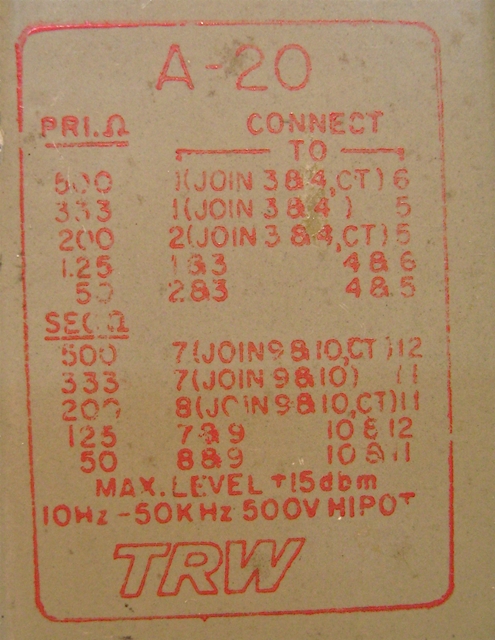 A-20
PRI.Ω CONNECT
TO
500 1(JOIN 3&4,CT) 6
333 1(JOIN 3&4 ) 5
200 2(JOIN 3&4,CT) 5
125 1&3 4&6
50 2&3 4&5
SEC.Ω
500 7(JOIN 9&10,CT)12
333 7(JOIN 9&10) 11
200 8(JOIN 9&10,CT)11
125 7&9 10&12
50 8&9 10&11
MAX. LEVEL +15dbm
10Hz-50KHz 500V HIPOT
TRW